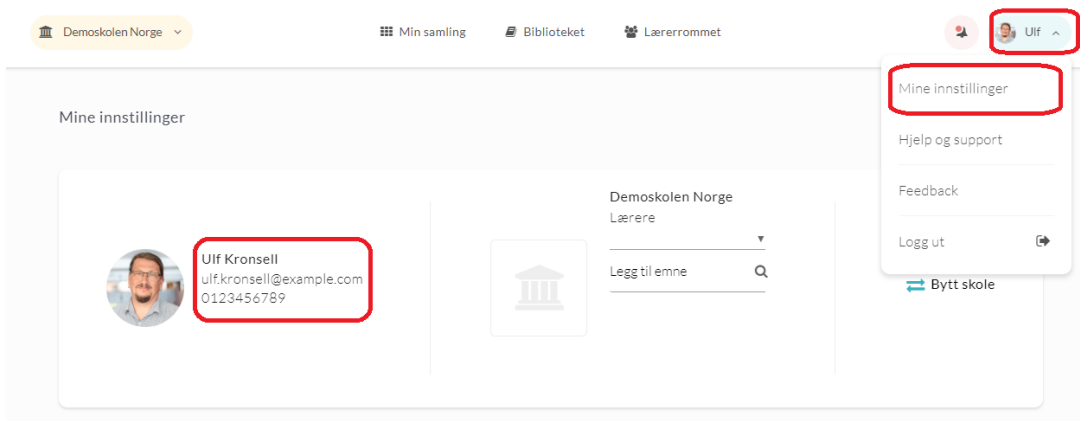 Demoskolen Norge
Min samling
Biblioteket
Lærerrommet
Ulf
Mine innstillinger
Hjelp og support
Feedback
Logg ut
Mine innstillinger
Ulf Kronsell
ulf.kronsell@example.com
0123456789
Demoskolen Norge
Lærere
Legg til emne
Bytt skole